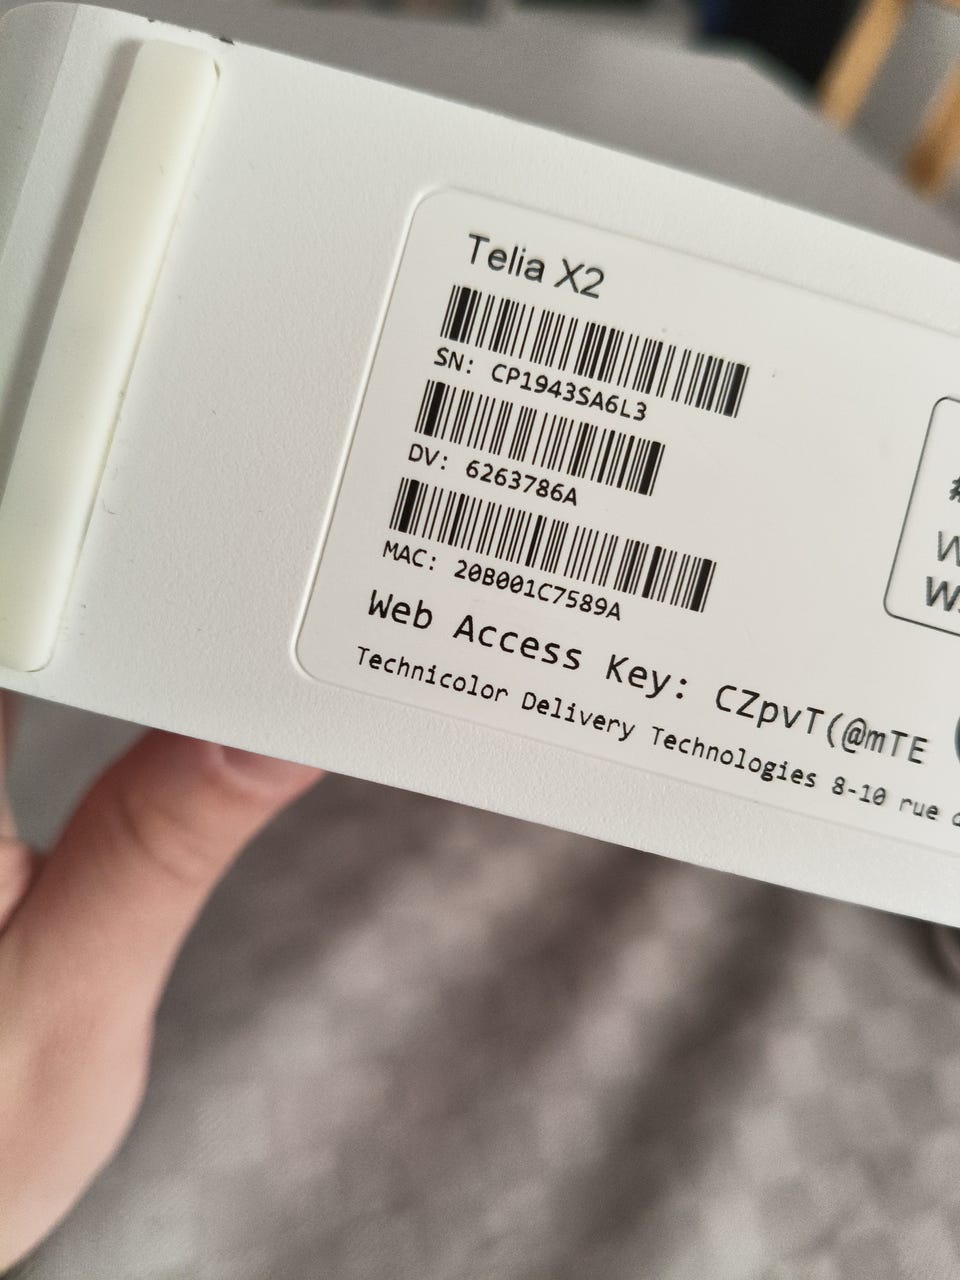 Telia X2
SN: CP1943SA6L3
DV: 6263786A
MAC: 20B001C7589A
Web Access Key: CZpvT(@mTE
Technicolor Delivery Technologies 8-10 rue